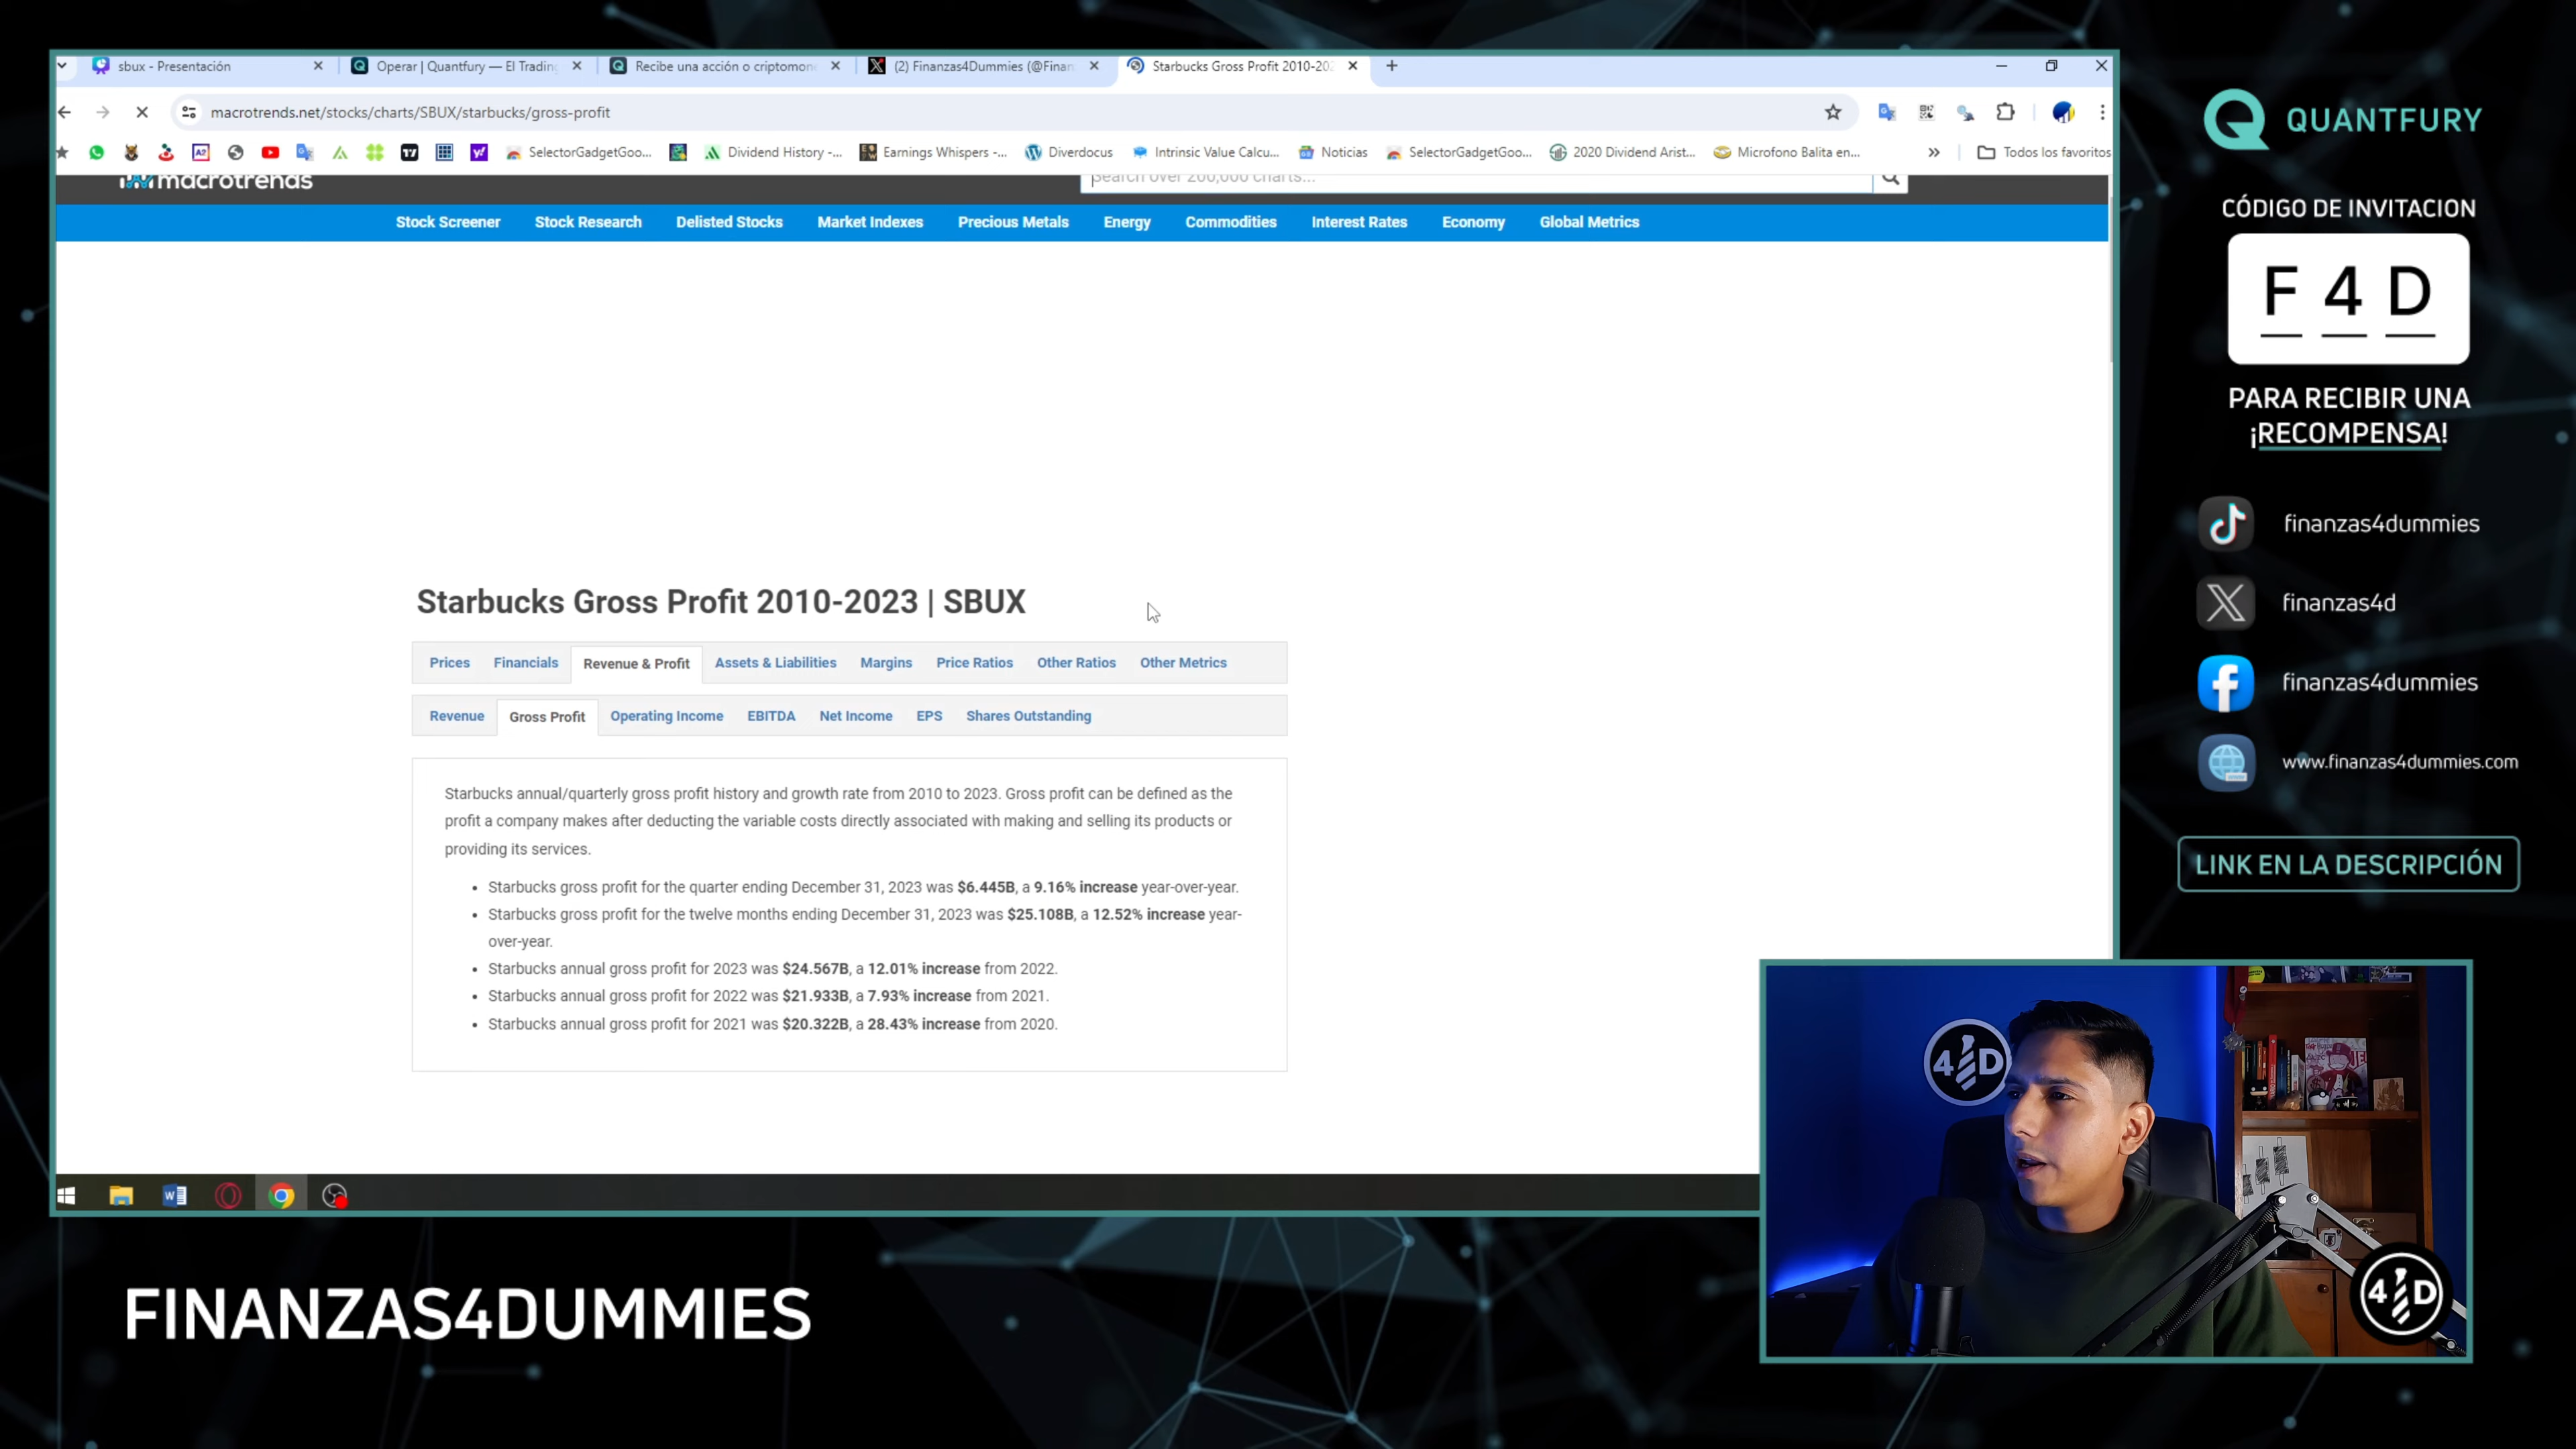 sbux - Presentación
Operar | Quantfury — El Trading
Recibe una acción o criptomone
(2) Finanzas4Dummies (@Finan
Starbucks Gross Profit 2010-202
macrotrends.net/stocks/charts/SBUX/starbucks/gross-profit
SelectorGadgetGoo...
Dividend History -...
Earnings Whispers -...
Diverdocus
Intrinsic Value Calcu...
Noticias
SelectorGadgetGoo...
2020 Dividend Arist...
Microfono Balita en...
Todos los favoritos
macrotrends
Search over 200,000 charts...
Stock Screener
Stock Research
Delisted Stocks
Market Indexes
Precious Metals
Energy
Commodities
Interest Rates
Economy
Global Metrics
Starbucks Gross Profit 2010-2023 | SBUX
Prices
Financials
Revenue & Profit
Assets & Liabilities
Margins
Price Ratios
Other Ratios
Other Metrics
Revenue
Gross Profit
Operating Income
EBITDA
Net Income
EPS
Shares Outstanding
Starbucks annual/quarterly gross profit history and growth rate from 2010 to 2023. Gross profit can be defined as the
profit a company makes after deducting the variable costs directly associated with making and selling its products or
providing its services.
• Starbucks gross profit for the quarter ending December 31, 2023 was $6.445B, a 9.16% increase year-over-year.
• Starbucks gross profit for the twelve months ending December 31, 2023 was $25.108B, a 12.52% increase year-
over-year.
• Starbucks annual gross profit for 2023 was $24.567B, a 12.01% increase from 2022.
• Starbucks annual gross profit for 2022 was $21.933B, a 7.93% increase from 2021.
• Starbucks annual gross profit for 2021 was $20.322B, a 28.43% increase from 2020.
QUANTFURY
CÓDIGO DE INVITACION
F 4 D
PARA RECIBIR UNA
¡RECOMPENSA!
finanzas4dummies
finanzas4d
finanzas4dummies
www.finanzas4dummies.com
LINK EN LA DESCRIPCIÓN
4 D
4 D
FINANZAS4DUMMIES